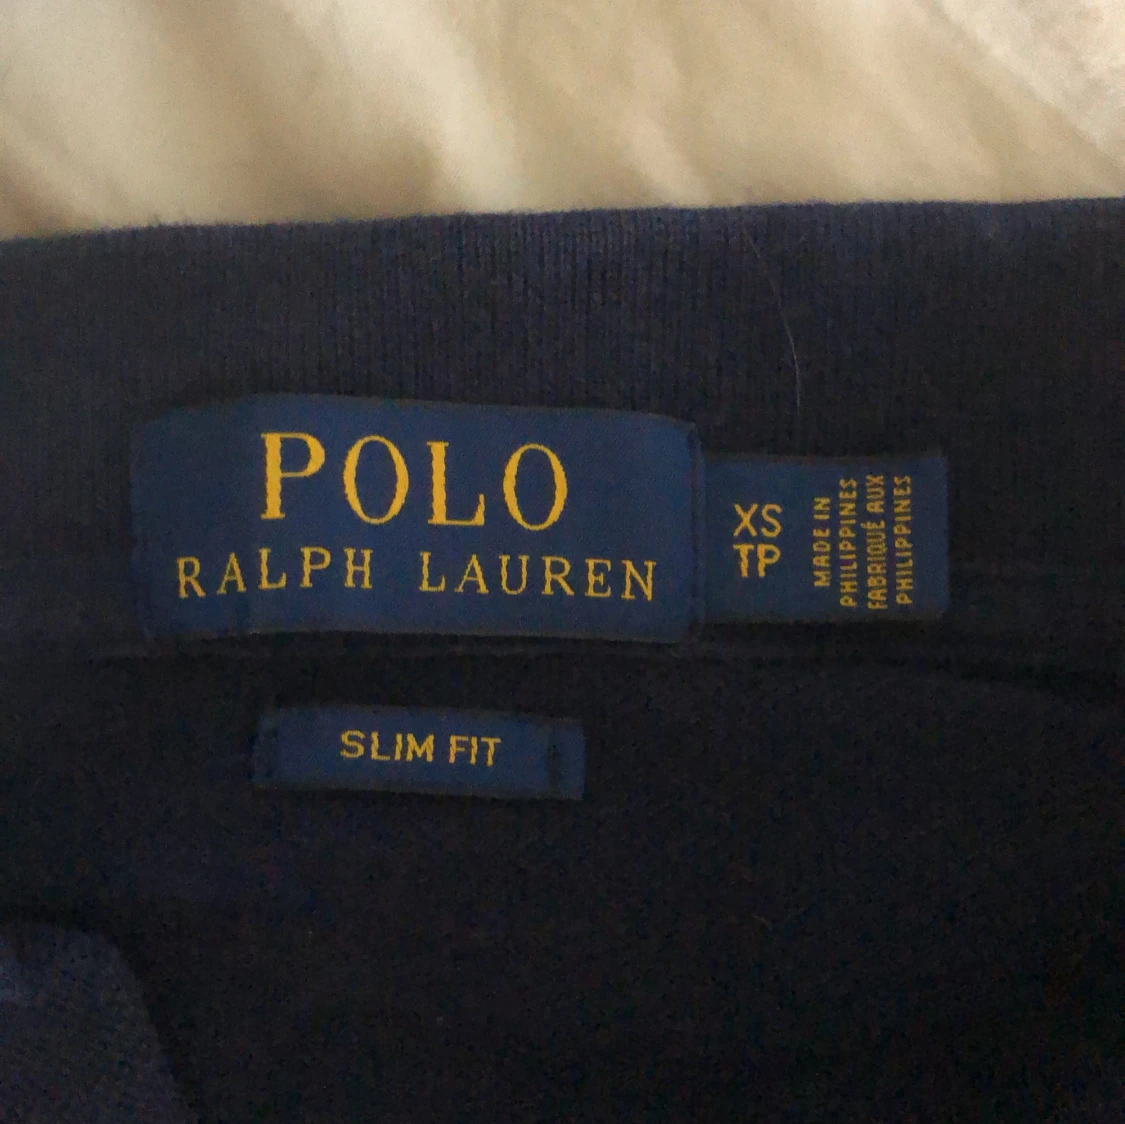 POLO
RALPH LAUREN
XS
TP
MADE IN
PHILIPPINES
FABRIQUÉ AUX
PHILIPPINES
SLIM FIT